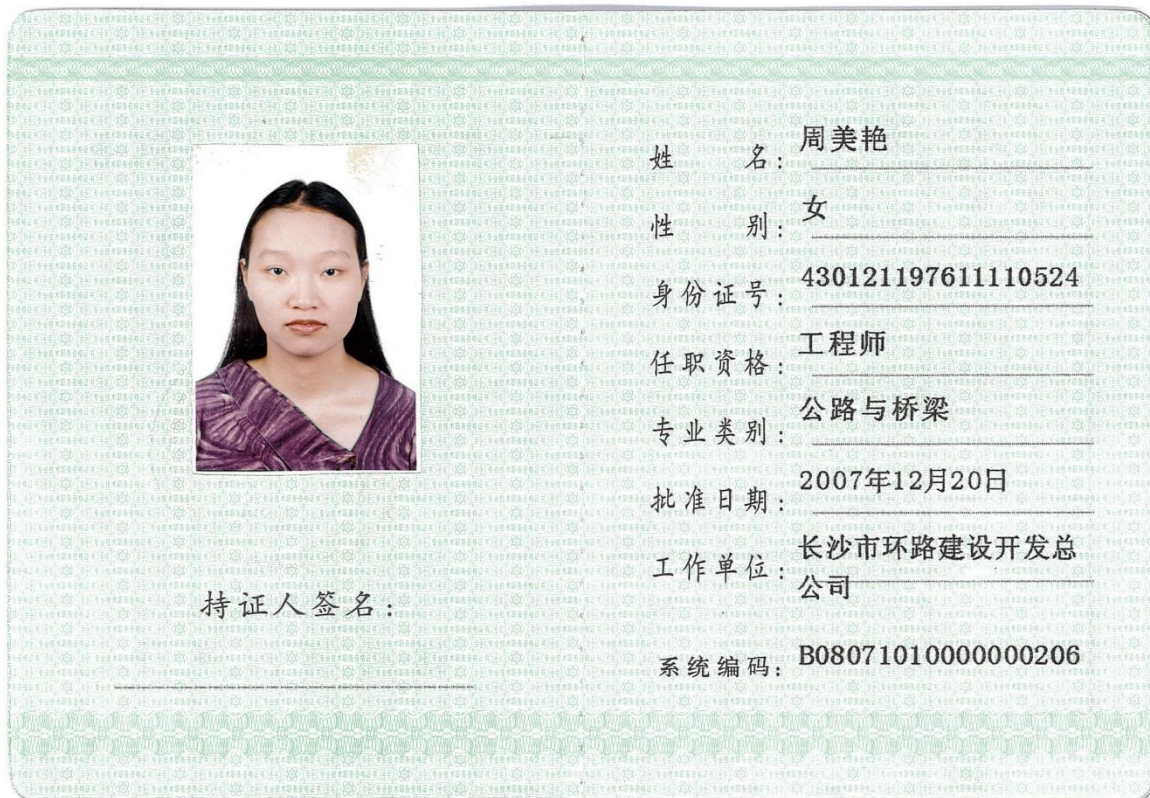 持证人签名：
姓名：周美艳
性别：女
身份证号：430121197611110524
任职资格：工程师
专业类别：公路与桥梁
批准日期：2007年12月20日
工作单位：长沙市环路建设开发总
公司
系统编码：B08071010000000206